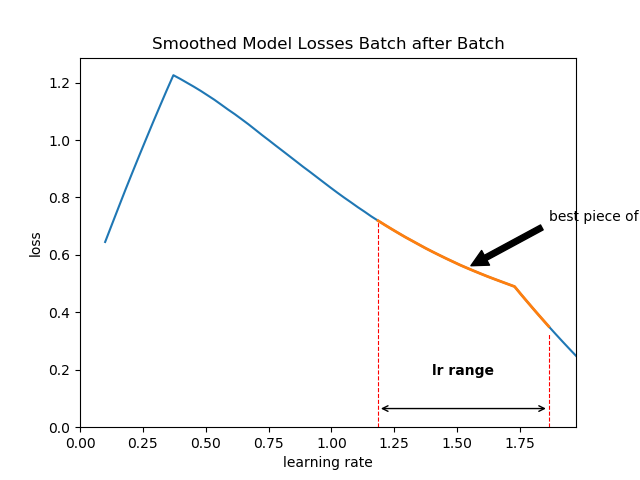 Smoothed Model Losses Batch after Batch
1.2
1.0
0.8
0.6
0.4
0.2
0.0
loss
best piece of
lr range
0.00 0.25 0.50 0.75 1.00 1.25 1.50 1.75
learning rate